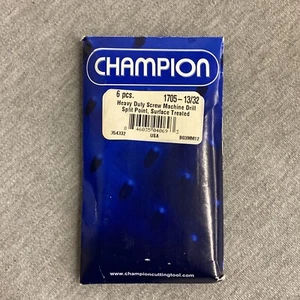 CHAMPION
6 pcs. 1705-13/32
Heavy Duty Screw Machine Drill
Split Point, Surface Treated
354332 USA
www.championcuttingtool.com